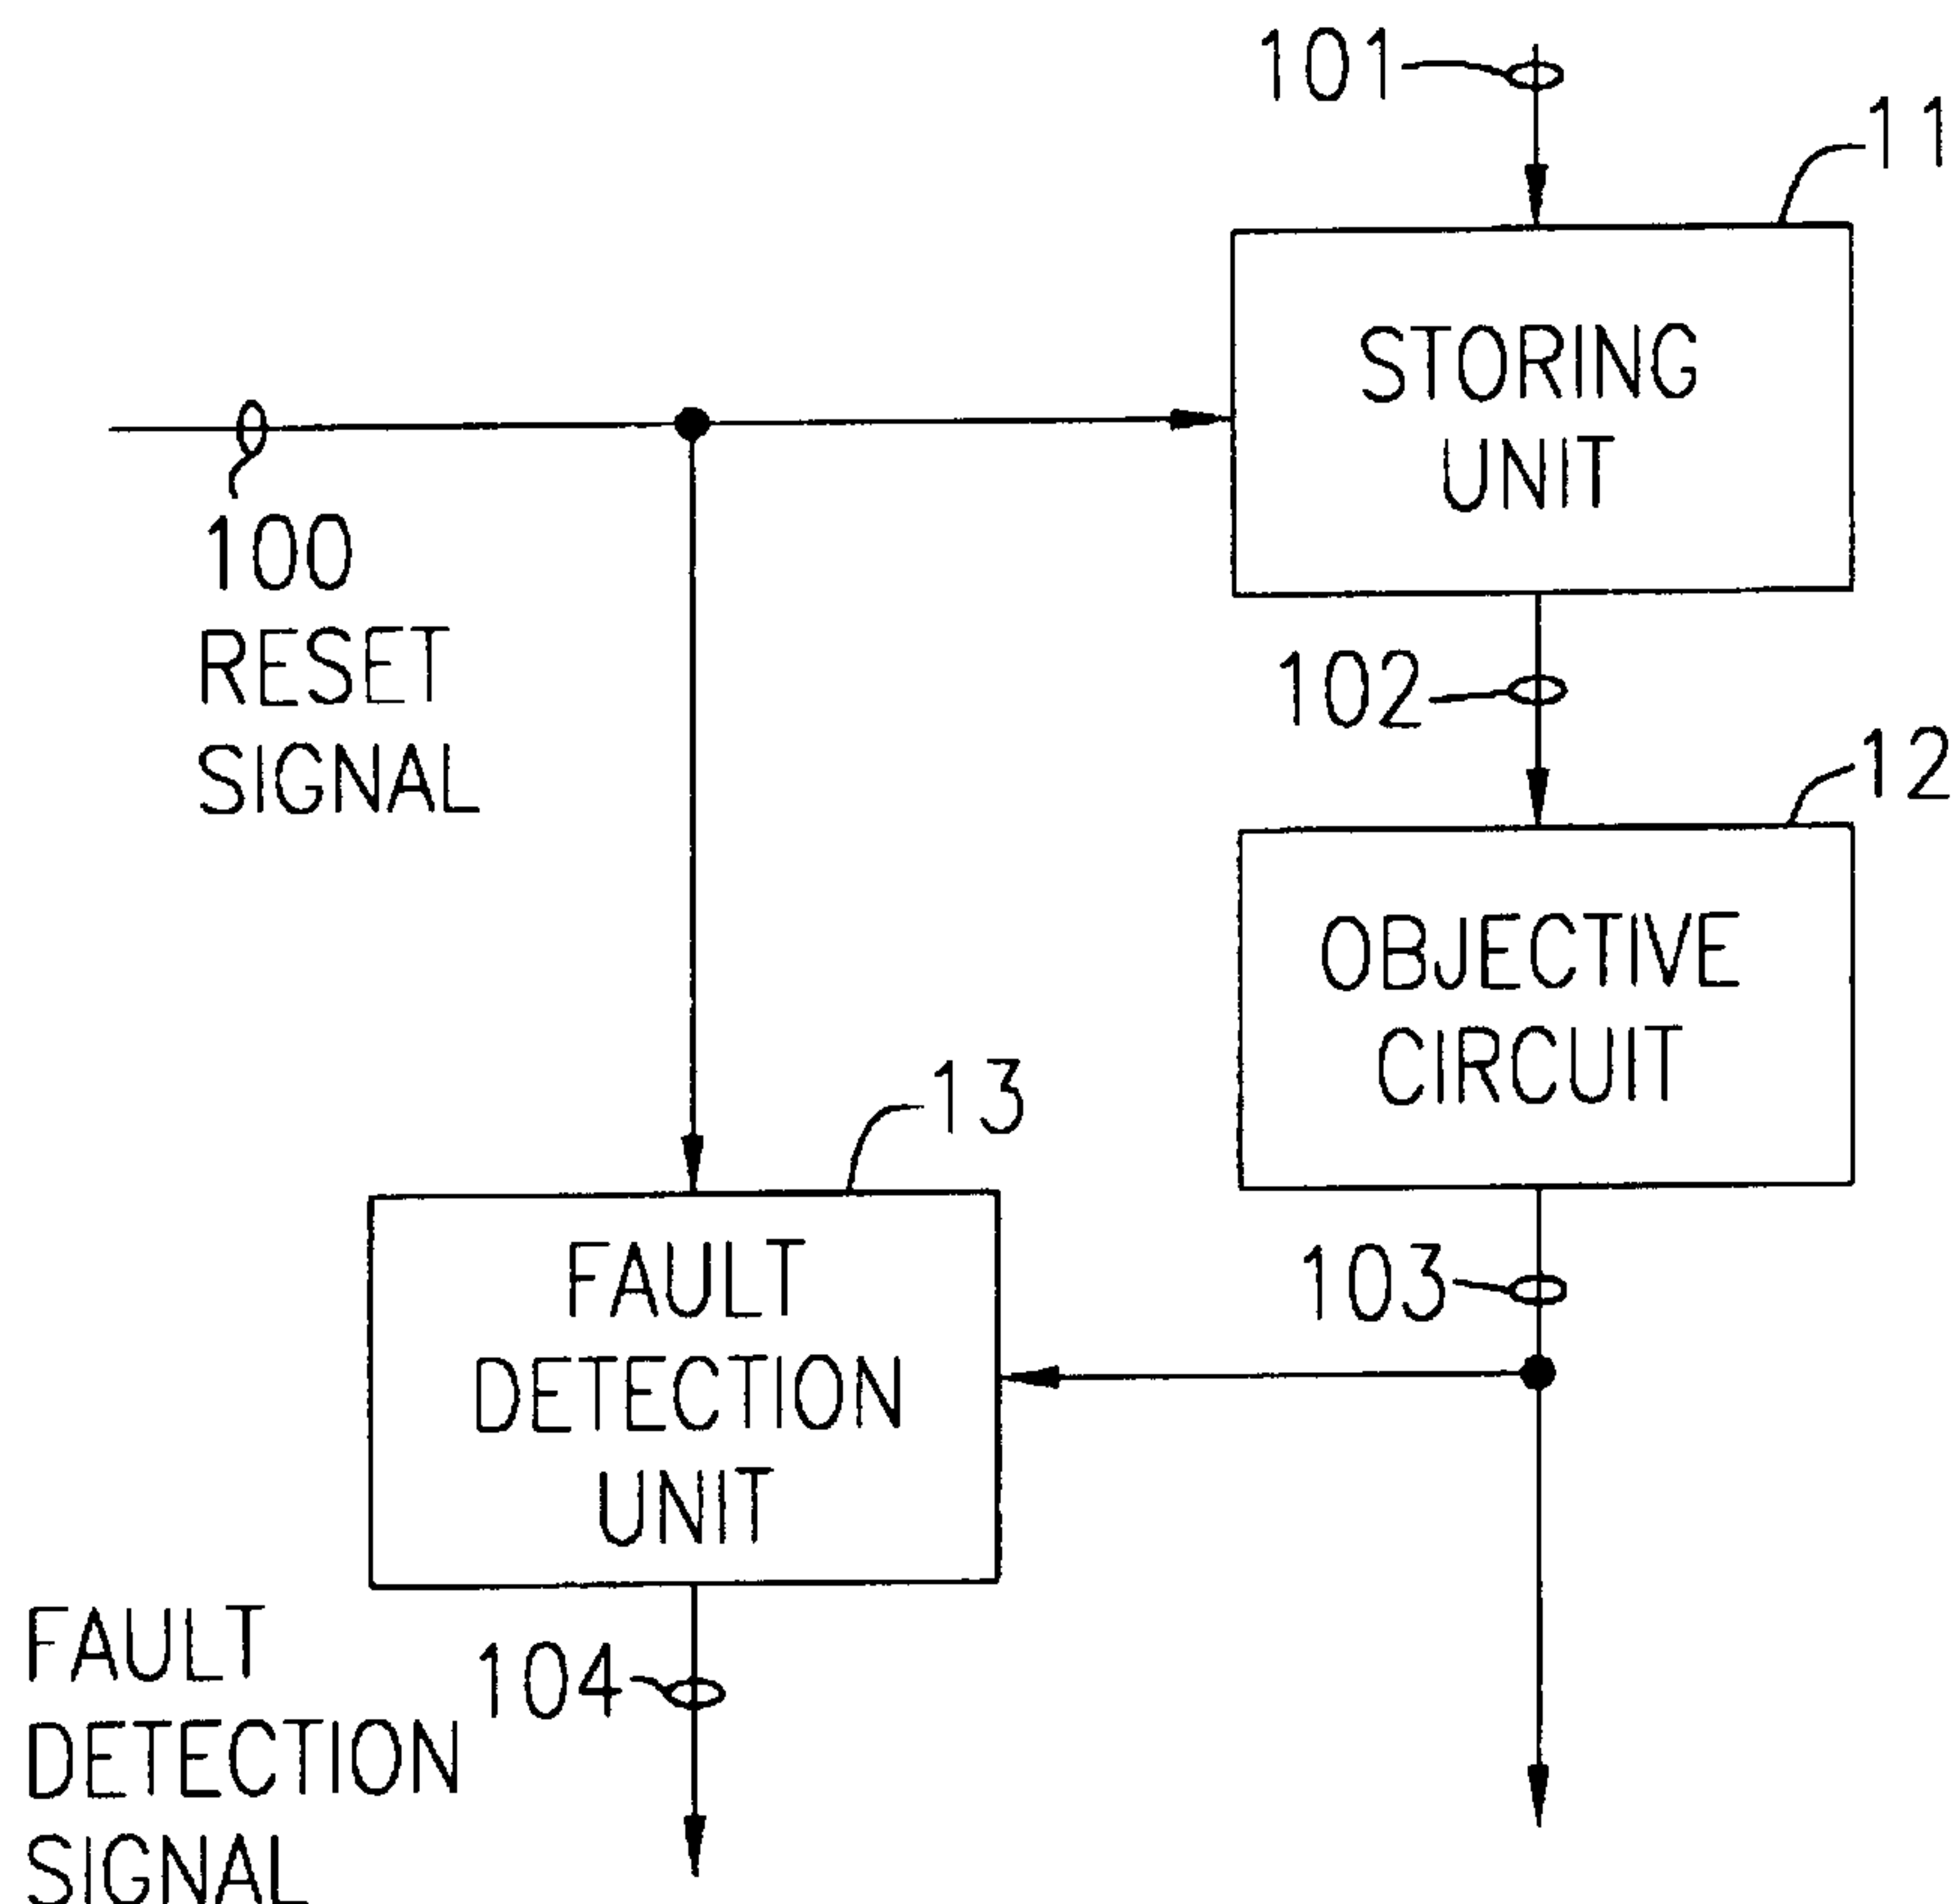 101
11
STORING
UNIT
100
RESET
SIGNAL
102
12
OBJECTIVE
CIRCUIT
13
FAULT
DETECTION
UNIT
103
104
FAULT
DETECTION
SIGNAL